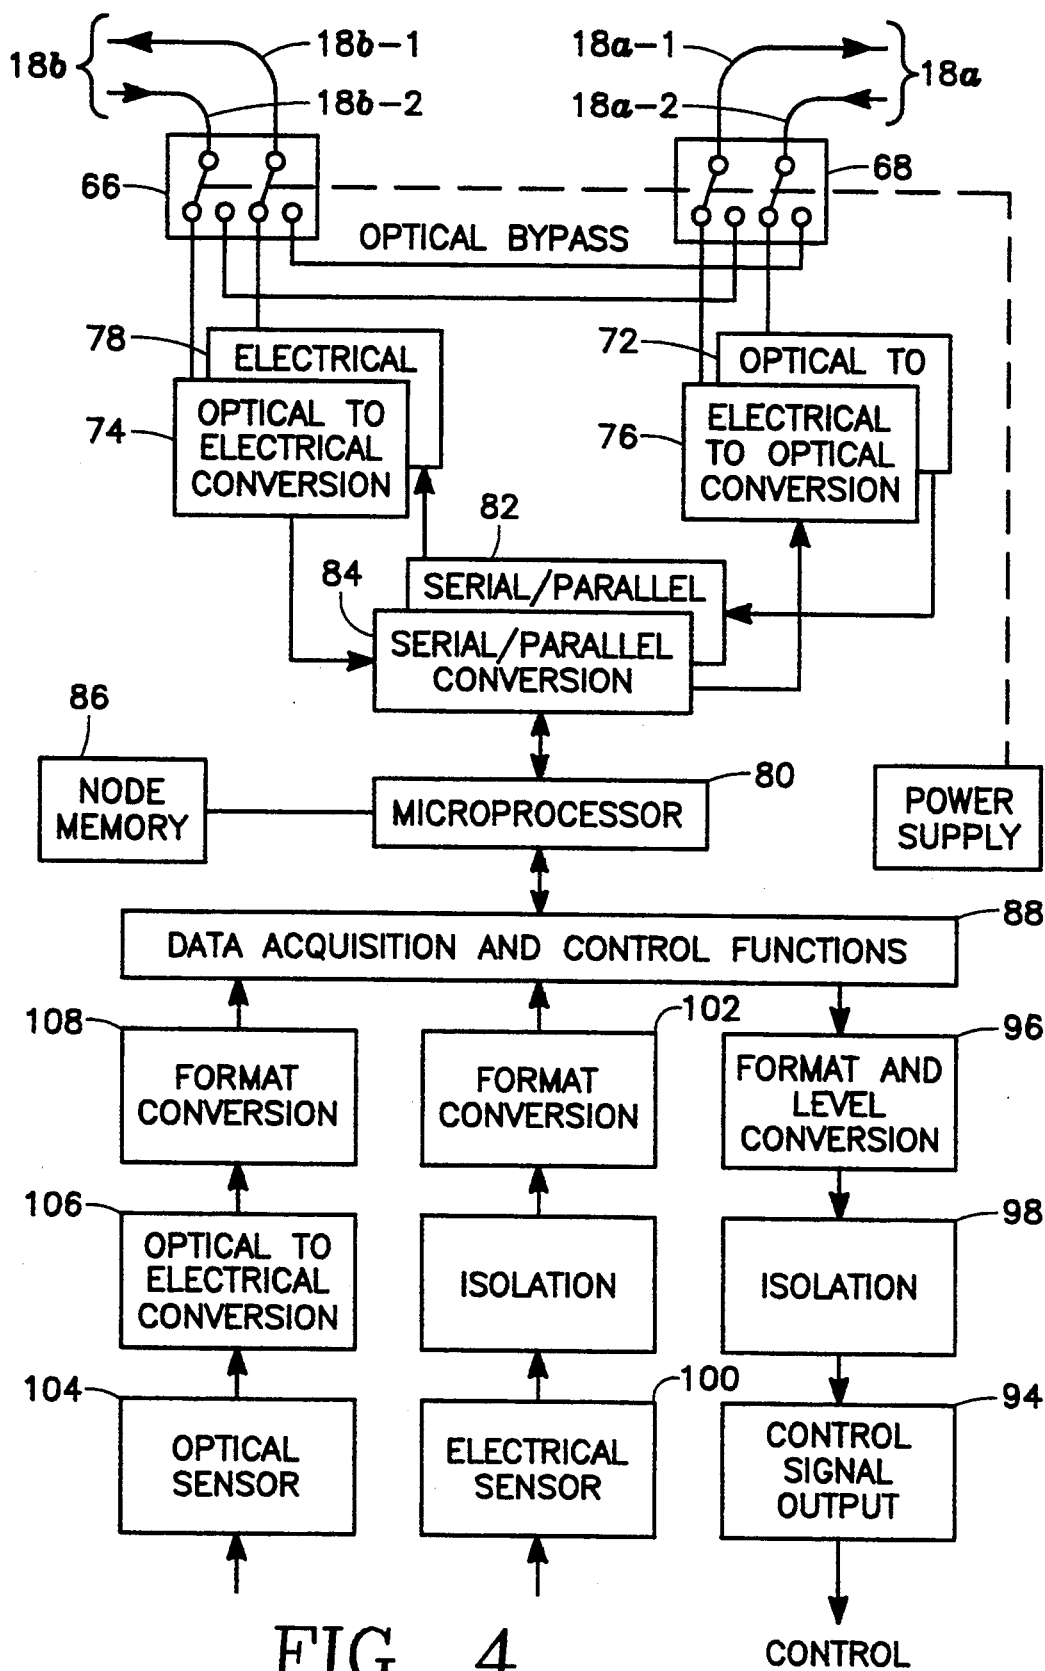 18b
18b-1
18b-2
18a-1
18a-2
18a
66
68
OPTICAL BYPASS
78
ELECTRICAL
72
OPTICAL TO
74
OPTICAL TO
ELECTRICAL
CONVERSION
76
ELECTRICAL
TO OPTICAL
CONVERSION
82
SERIAL/PARALLEL
84
SERIAL/PARALLEL
CONVERSION
86
NODE
MEMORY
80
MICROPROCESSOR
POWER
SUPPLY
88
DATA ACQUISITION AND CONTROL FUNCTIONS
108
FORMAT
CONVERSION
102
FORMAT
CONVERSION
96
FORMAT AND
LEVEL
CONVERSION
106
OPTICAL TO
ELECTRICAL
CONVERSION
ISOLATION
98
ISOLATION
104
OPTICAL
SENSOR
100
ELECTRICAL
SENSOR
94
CONTROL
SIGNAL
OUTPUT
CONTROL
FIG. 4